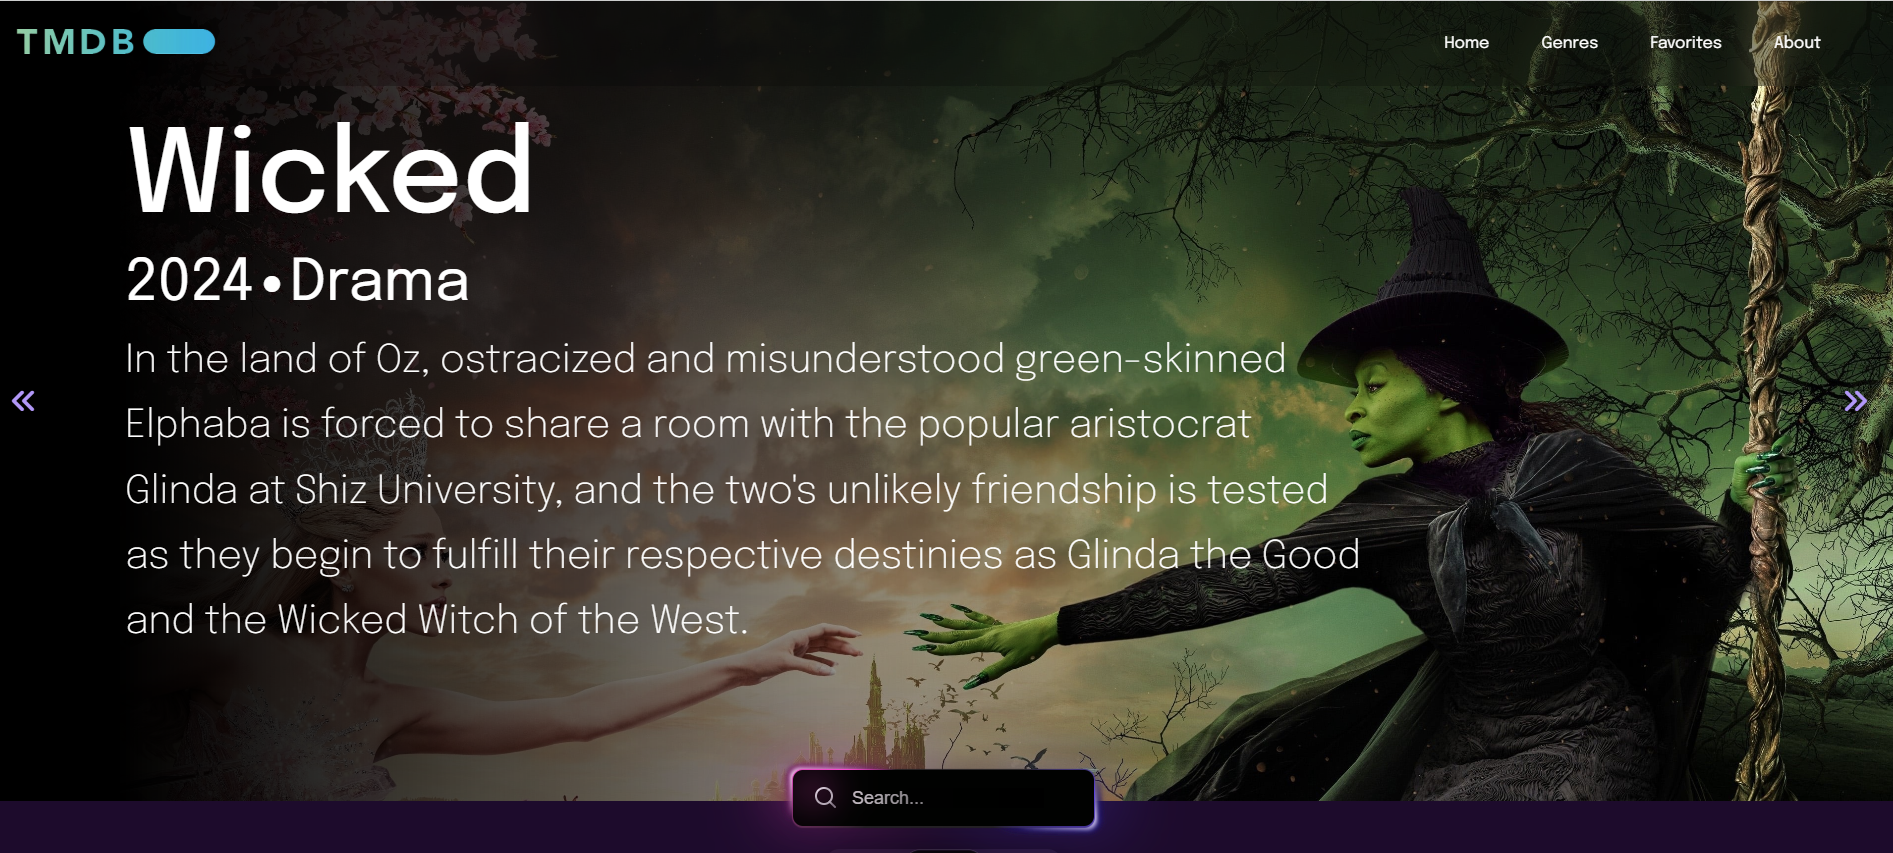 TMDB
Home Genres Favorites About
Wicked
2024•Drama
In the land of Oz, ostracized and misunderstood green-skinned
Elphaba is forced to share a room with the popular aristocrat
Glinda at Shiz University, and the two's unlikely friendship is tested
as they begin to fulfill their respective destinies as Glinda the Good
and the Wicked Witch of the West.
Search...